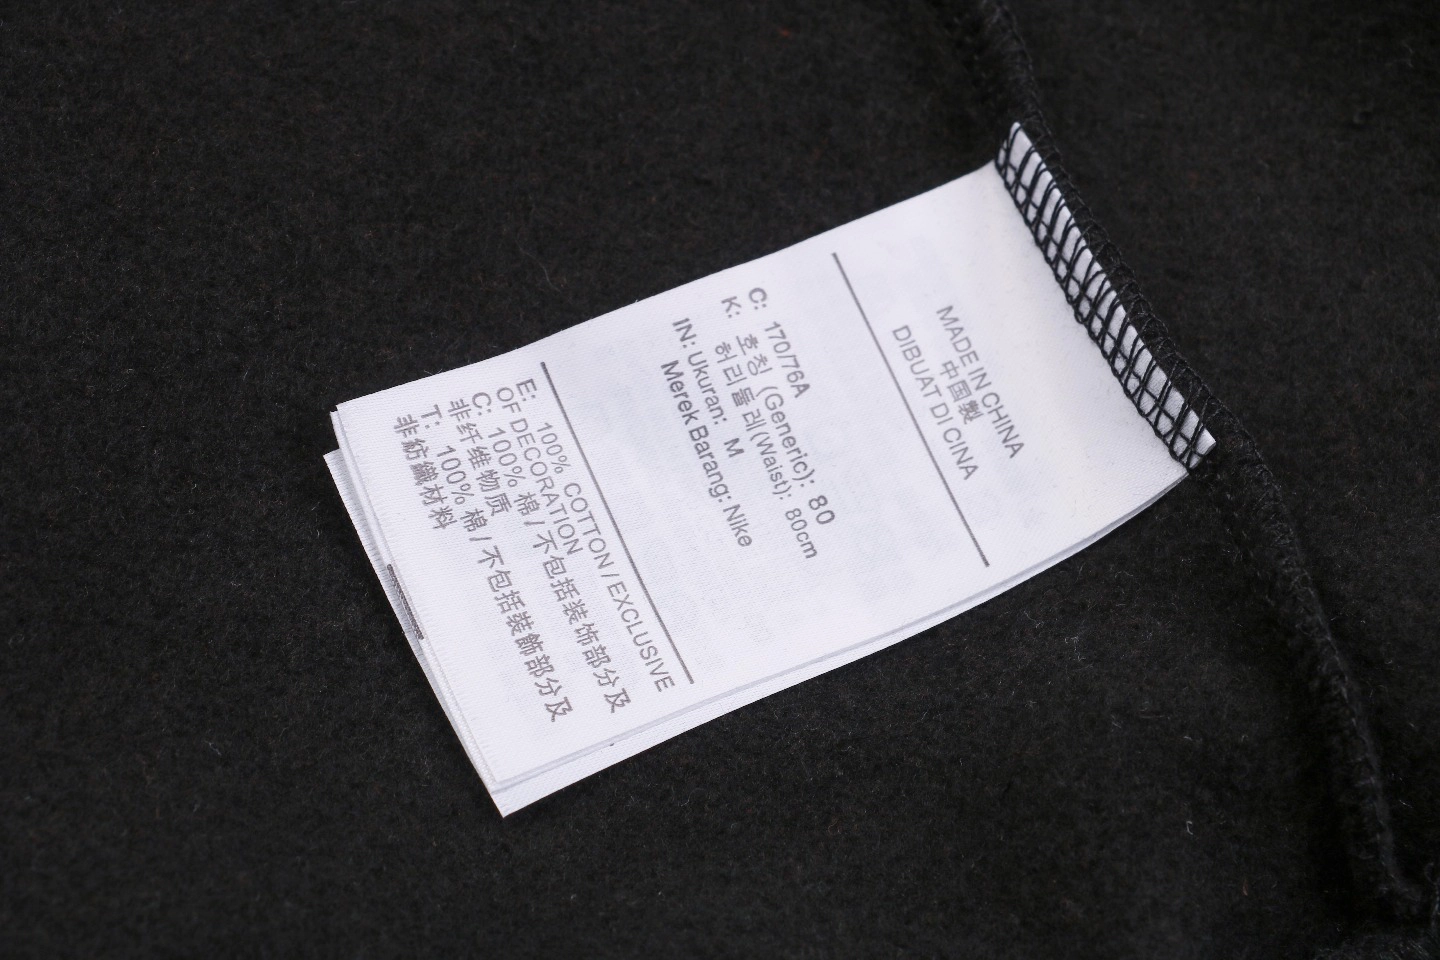 MADE IN CHINA
中国製
DIBUAT DI CINA
C: 170/76A
K: 호칭 (Generic): 80
허리둘레(Waist): 80cm
IN: Ukuran: M
Merek Barang: Nike
E: 100% COTTON / EXCLUSIVE
OF DECORATION
C: 100% 棉 / 不包括装饰部分及
非纤维物质
T: 100% 棉 / 不包括裝飾部分及
非紡織材料